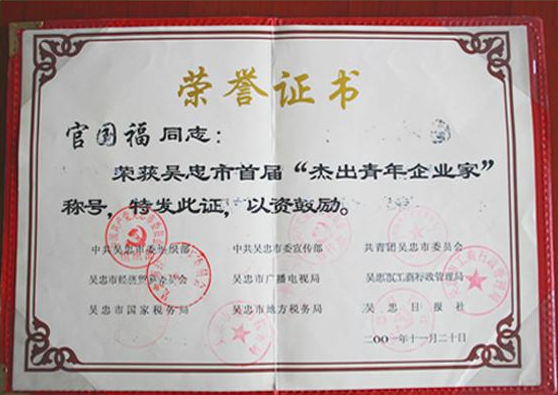 荣誉证书
官国福同志：
荣获吴忠市首届“杰出青年企业家”
称号，特发此证，以资鼓励。
中共吴忠市委组织部 中共吴忠市委宣传部 共青团吴忠市委员会
吴忠市经济贸易委员会 吴忠市广播电视局 吴忠市工商行政管理局
吴忠市国家税务局 吴忠市地方税务局 吴忠日报社
二〇〇一年十一月二十日